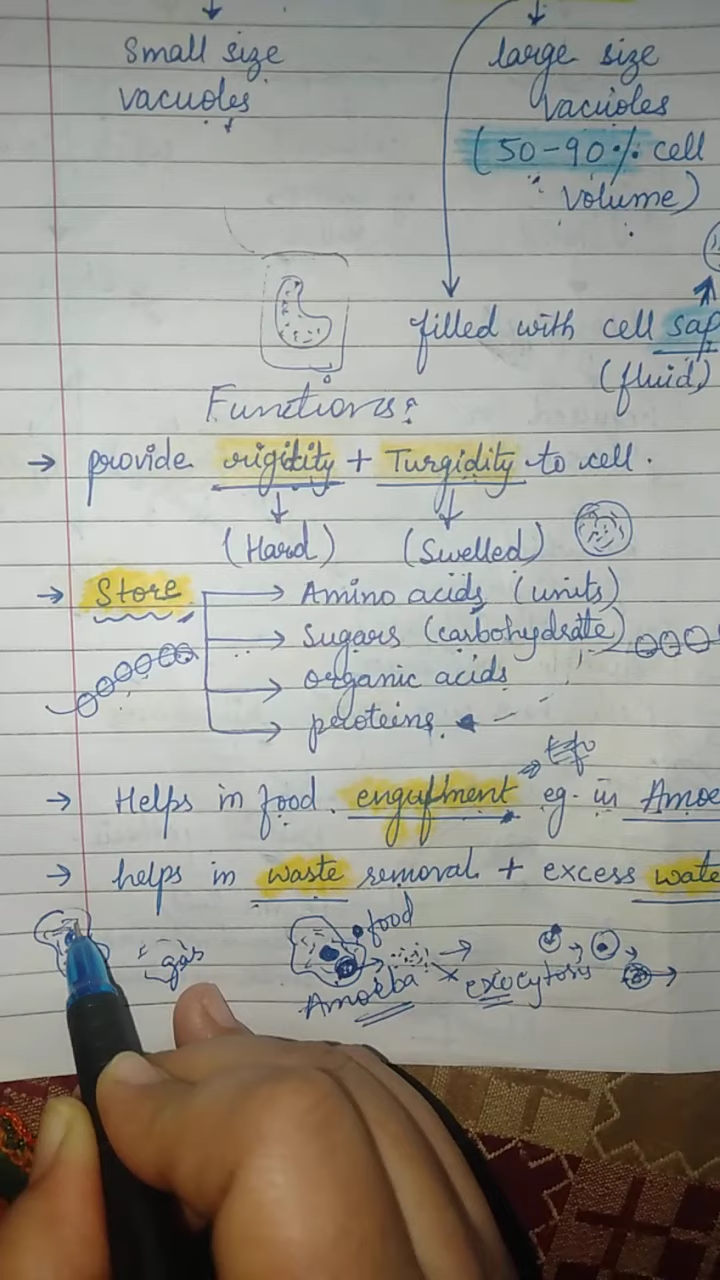 Small size
vacuoles
large size
vacuoles
(50-90% cell
volume)
filled with cell sap
(fluid)
Functions:
→ provide rigidity + Turgidity to cell.
(Hard) (Swelled)
→ Store → Amino acids (units)
→ Sugars (carbohydrate)
→ organic acids
→ proteins
→ Helps in food engulfment eg. in Amoe
→ helps in waste removal + excess wate
food
gas
Amoeba
exocytosis